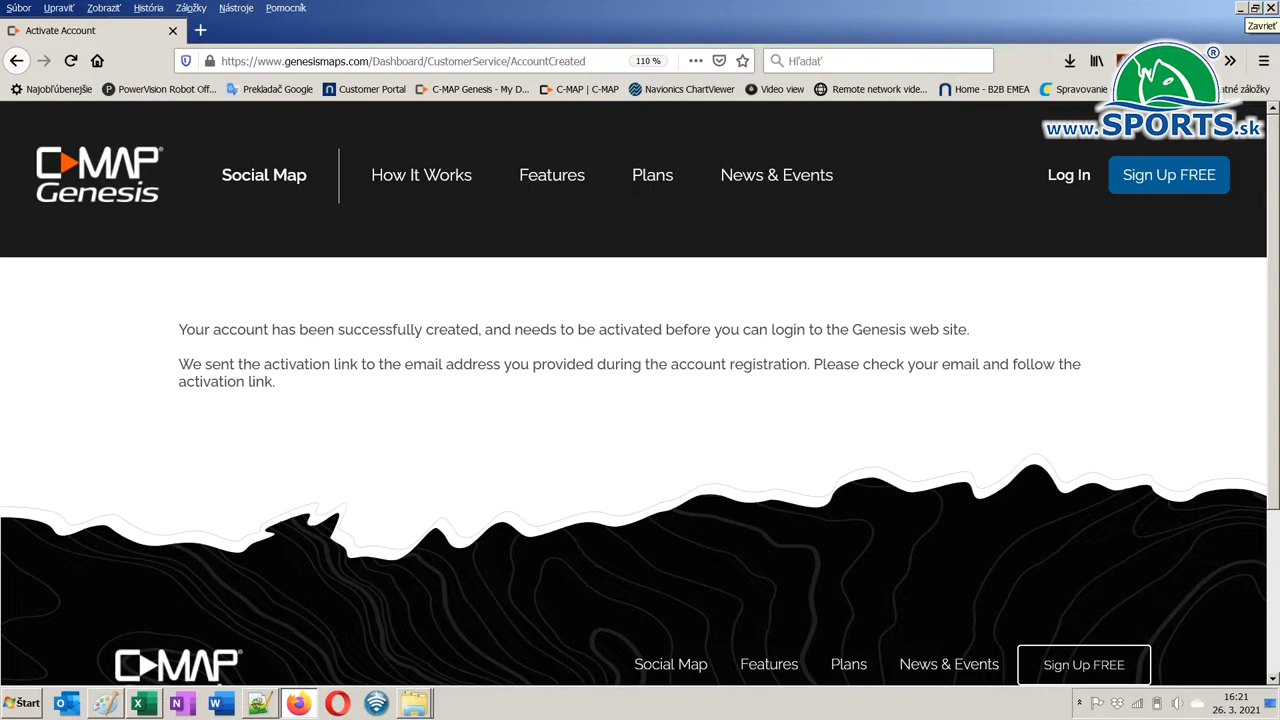 Súbor Upraviť Zobraziť História Záložky Nástroje Pomocník
Zavrieť
Activate Account
https://www.genesismaps.com/Dashboard/CustomerService/AccountCreated
110 %
Hľadať
Najobľúbenejšie PowerVision Robot Off... Prekladač Google Customer Portal C-MAP Genesis - My D... C-MAP | C-MAP Navionics ChartViewer Video view Remote network vide... Home - B2B EMEA Spravovanie
www.SPORTS.sk
®
C-MAP Genesis
Social Map How It Works Features Plans News & Events Log In Sign Up FREE
Your account has been successfully created, and needs to be activated before you can login to the Genesis web site.
We sent the activation link to the email address you provided during the account registration. Please check your email and follow the
activation link.
C-MAP
Social Map Features Plans News & Events Sign Up FREE
Štart
16:21
26. 3. 2021